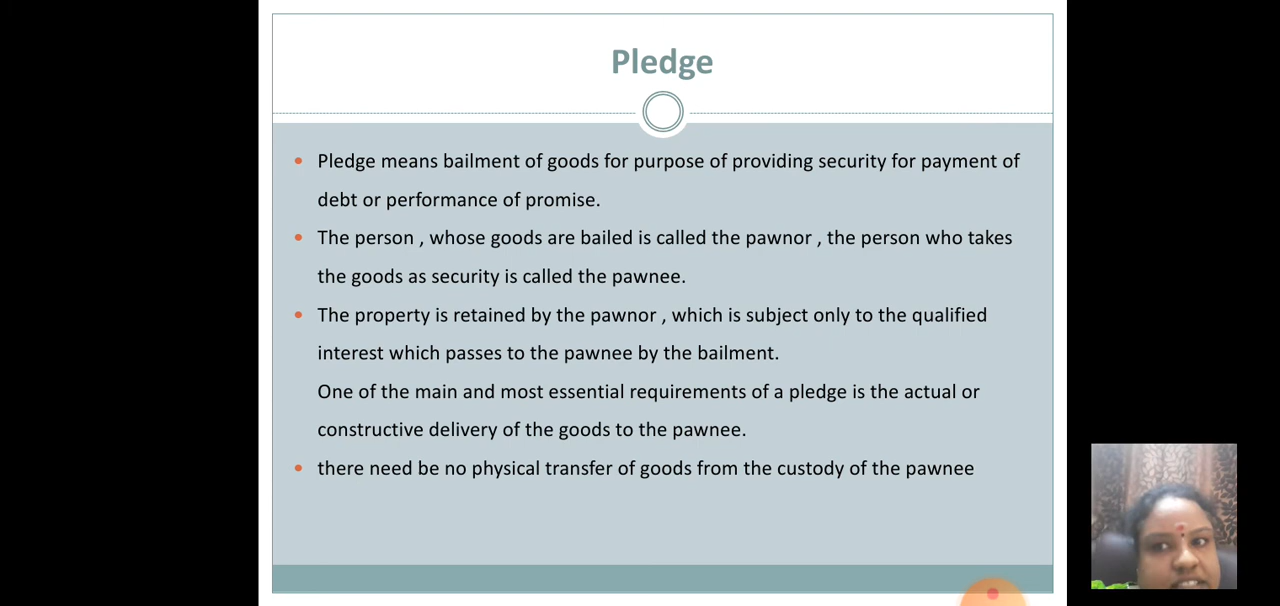 Pledge
Pledge means bailment of goods for purpose of providing security for payment of
debt or performance of promise.
The person , whose goods are bailed is called the pawnor , the person who takes
the goods as security is called the pawnee.
The property is retained by the pawnor , which is subject only to the qualified
interest which passes to the pawnee by the bailment.
One of the main and most essential requirements of a pledge is the actual or
constructive delivery of the goods to the pawnee.
there need be no physical transfer of goods from the custody of the pawnee